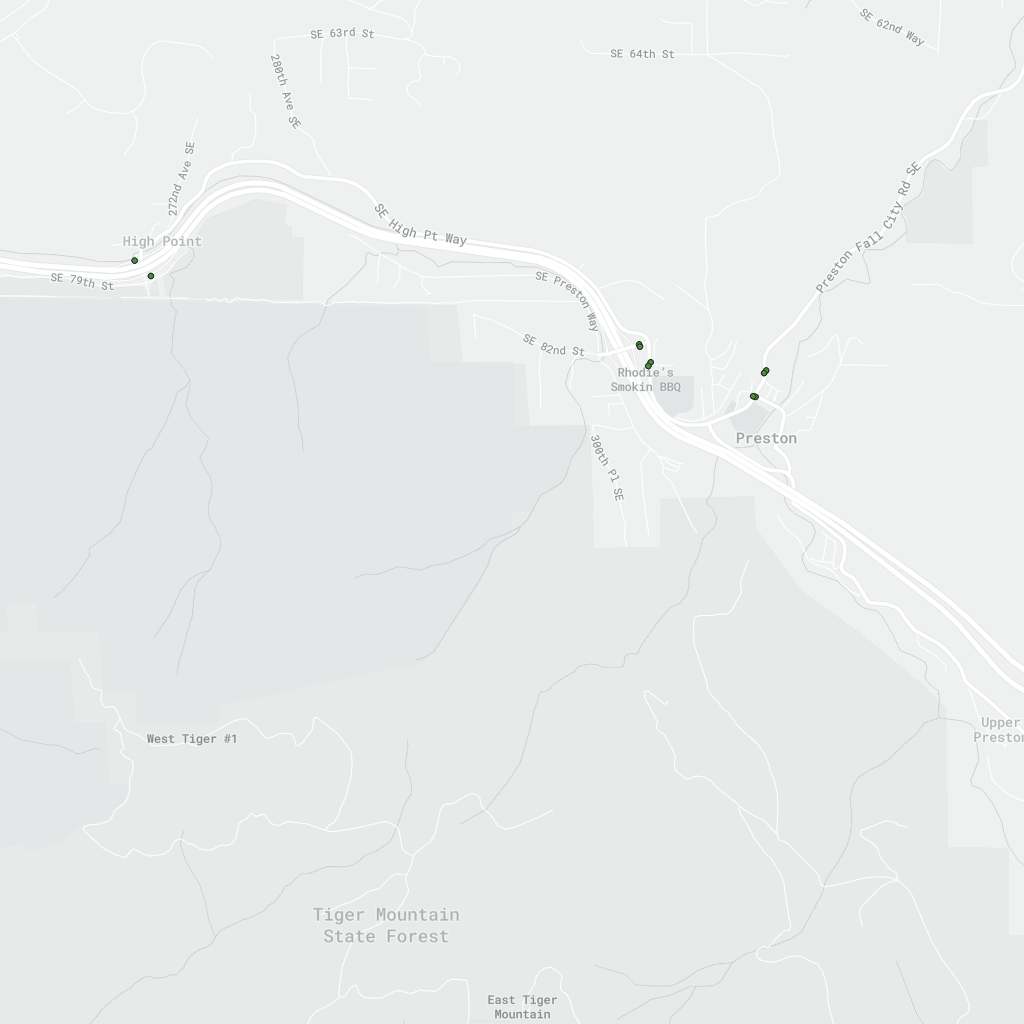 SE 62nd Way
SE 63rd St
SE 64th St
280th Ave SE
272nd Ave SE
Preston Fall City Rd SE
SE High Pt Way
High Point
SE 79th St
SE Preston Way
SE 82nd St
Rhodie's
Smokin BBQ
Preston
300th Pl SE
Upper
Preston
West Tiger #1
Tiger Mountain
State Forest
East Tiger
Mountain